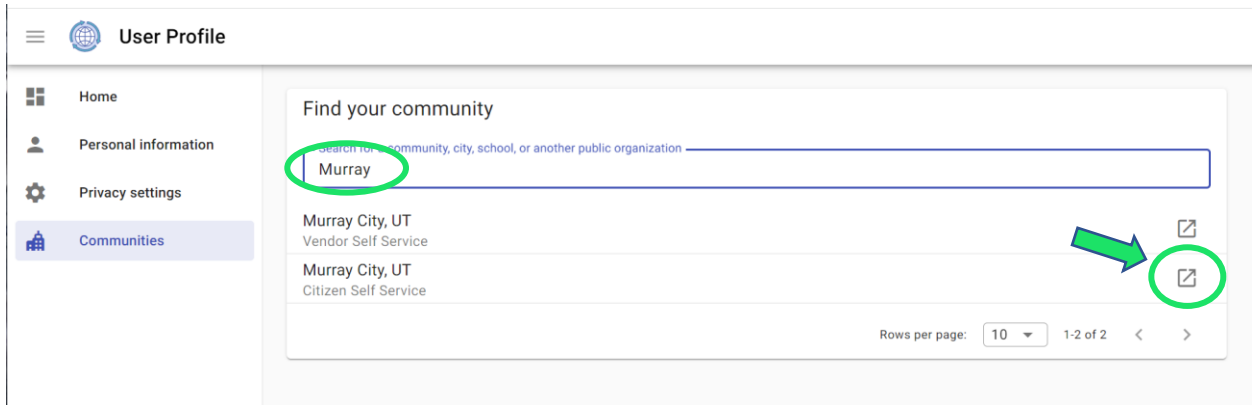 User Profile
Home
Personal information
Privacy settings
Communities
Find your community
Search for a community, city, school, or another public organization
Murray
Murray City, UT
Vendor Self Service
Murray City, UT
Citizen Self Service
Rows per page: 10 1-2 of 2